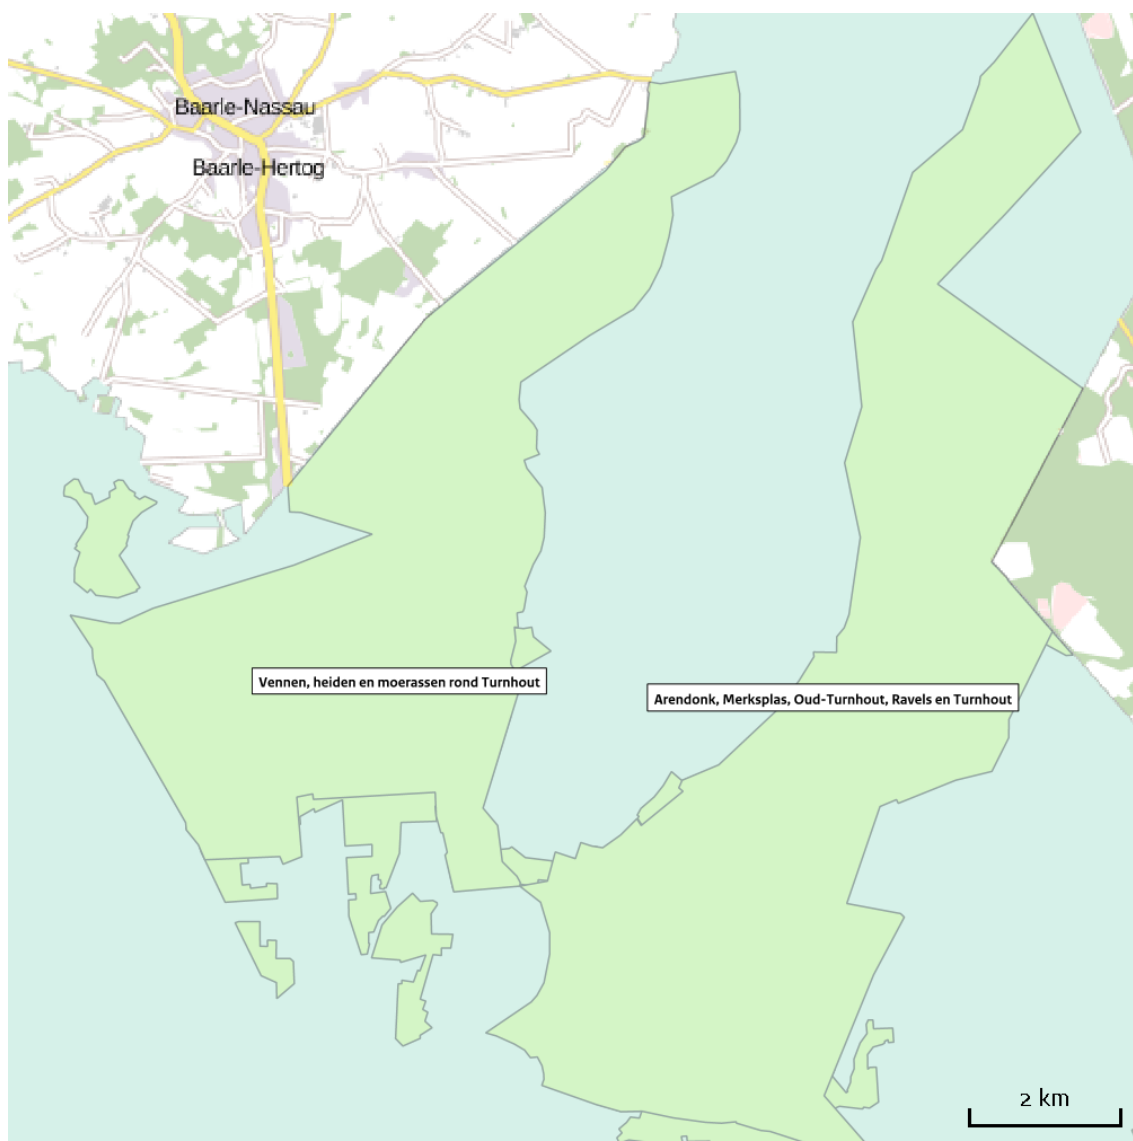 Baarle-Nassau
Baarle-Hertog
Vennen, heiden en moerassen rond Turnhout
Arendonk, Merksplas, Oud-Turnhout, Ravels en Turnhout
2 km